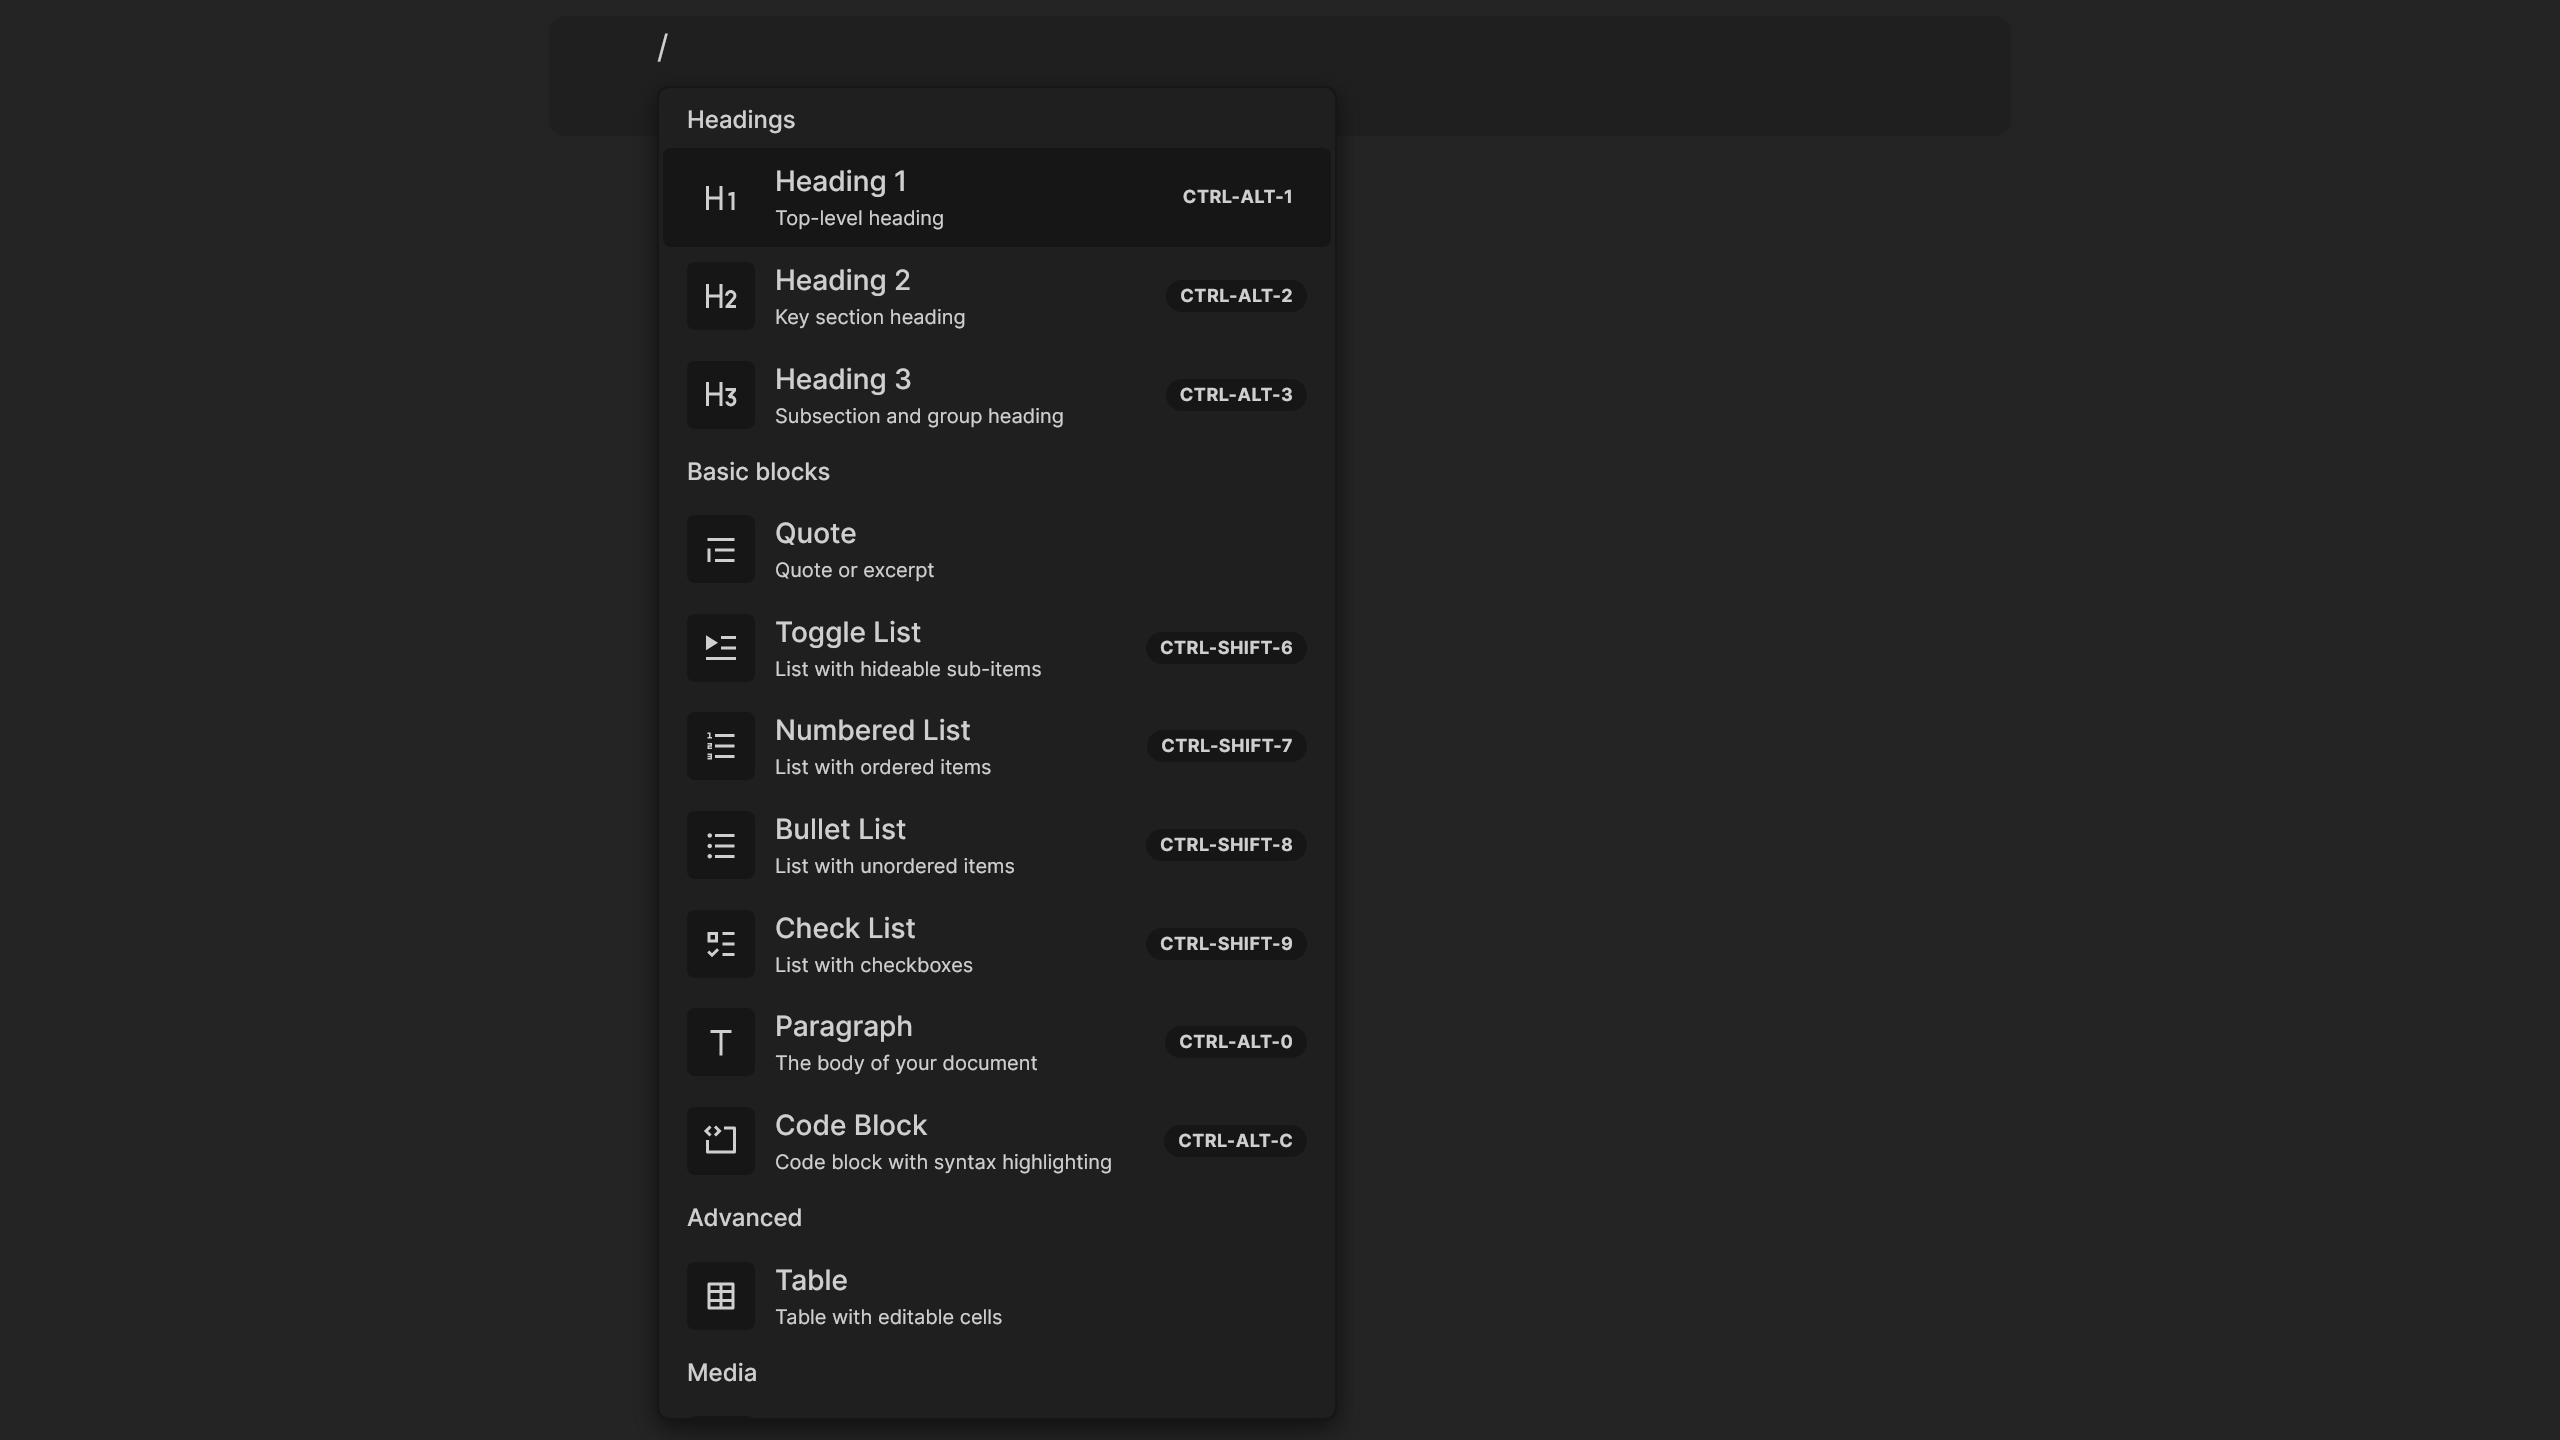 /
Headings
H1 Heading 1 CTRL-ALT-1
Top-level heading
H2 Heading 2 CTRL-ALT-2
Key section heading
H3 Heading 3 CTRL-ALT-3
Subsection and group heading
Basic blocks
Quote
Quote or excerpt
Toggle List CTRL-SHIFT-6
List with hideable sub-items
Numbered List CTRL-SHIFT-7
List with ordered items
Bullet List CTRL-SHIFT-8
List with unordered items
Check List CTRL-SHIFT-9
List with checkboxes
Paragraph CTRL-ALT-0
The body of your document
Code Block CTRL-ALT-C
Code block with syntax highlighting
Advanced
Table
Table with editable cells
Media